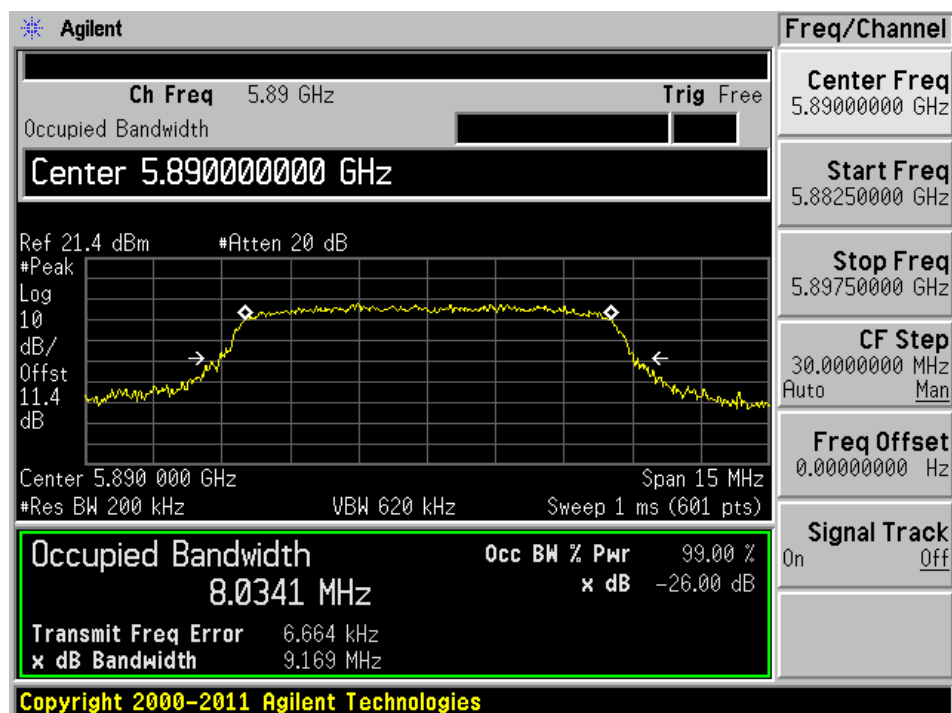 Agilent
Ch Freq 5.89 GHz Trig Free
Occupied Bandwidth
Center 5.890000000 GHz
Ref 21.4 dBm #Atten 20 dB
#Peak
Log
10
dB/
Offst
11.4
dB
Center 5.890 000 GHz Span 15 MHz
#Res BW 200 kHz VBW 620 kHz Sweep 1 ms (601 pts)
Occupied Bandwidth
8.0341 MHz
Occ BW % Pwr 99.00 %
x dB -26.00 dB
Transmit Freq Error 6.664 kHz
x dB Bandwidth 9.169 MHz
Copyright 2000-2011 Agilent Technologies
Freq/Channel
Center Freq
5.89000000 GHz
Start Freq
5.88250000 GHz
Stop Freq
5.89750000 GHz
CF Step
30.0000000 MHz
Auto Man
Freq Offset
0.00000000 Hz
Signal Track
On Off